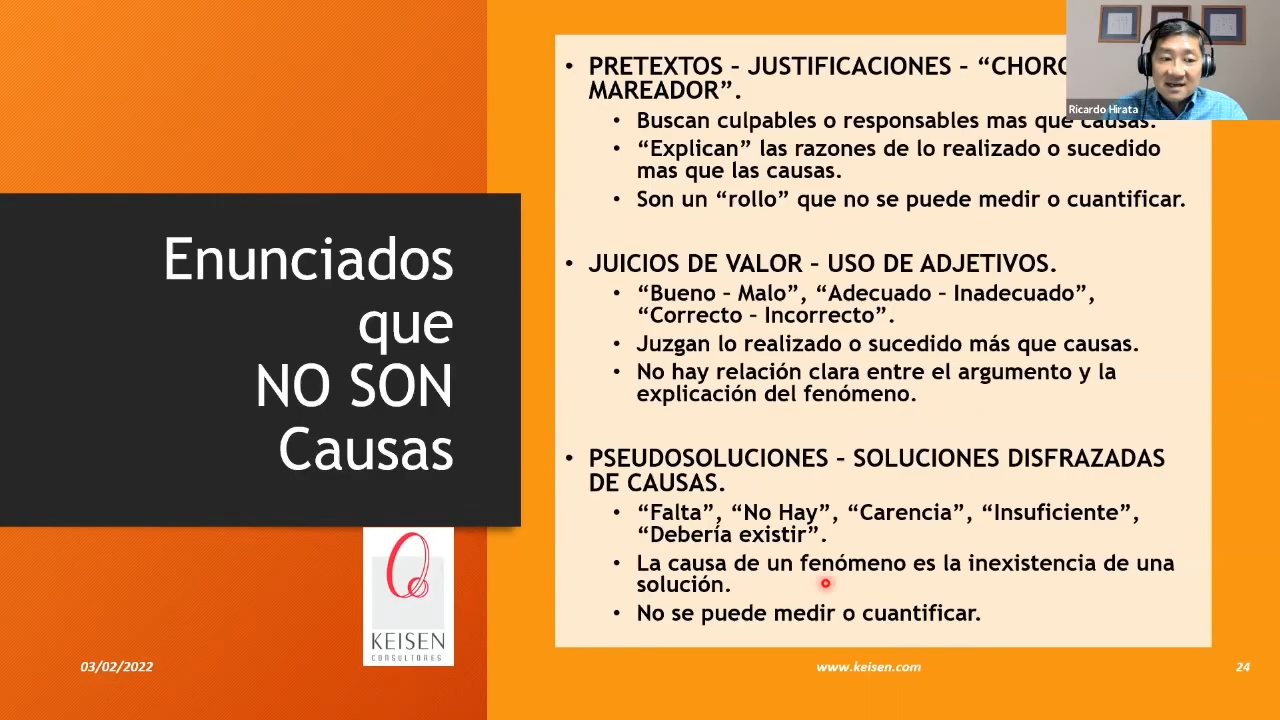 Enunciados
que
NO SON
Causas
KEISEN
CONSULTORES
03/02/2022
• PRETEXTOS – JUSTIFICACIONES – “CHORO
MAREADOR”.
• Buscan culpables o responsables mas que causas.
• “Explican” las razones de lo realizado o sucedido
mas que las causas.
• Son un “rollo” que no se puede medir o cuantificar.
• JUICIOS DE VALOR – USO DE ADJETIVOS.
• “Bueno – Malo”, “Adecuado – Inadecuado”,
“Correcto – Incorrecto”.
• Juzgan lo realizado o sucedido más que causas.
• No hay relación clara entre el argumento y la
explicación del fenómeno.
• PSEUDOSOLUCIONES – SOLUCIONES DISFRAZADAS
DE CAUSAS.
• “Falta”, “No Hay”, “Carencia”, “Insuficiente”,
“Debería existir”.
• La causa de un fenómeno es la inexistencia de una
solución.
• No se puede medir o cuantificar.
www.keisen.com
24
Ricardo Hirata